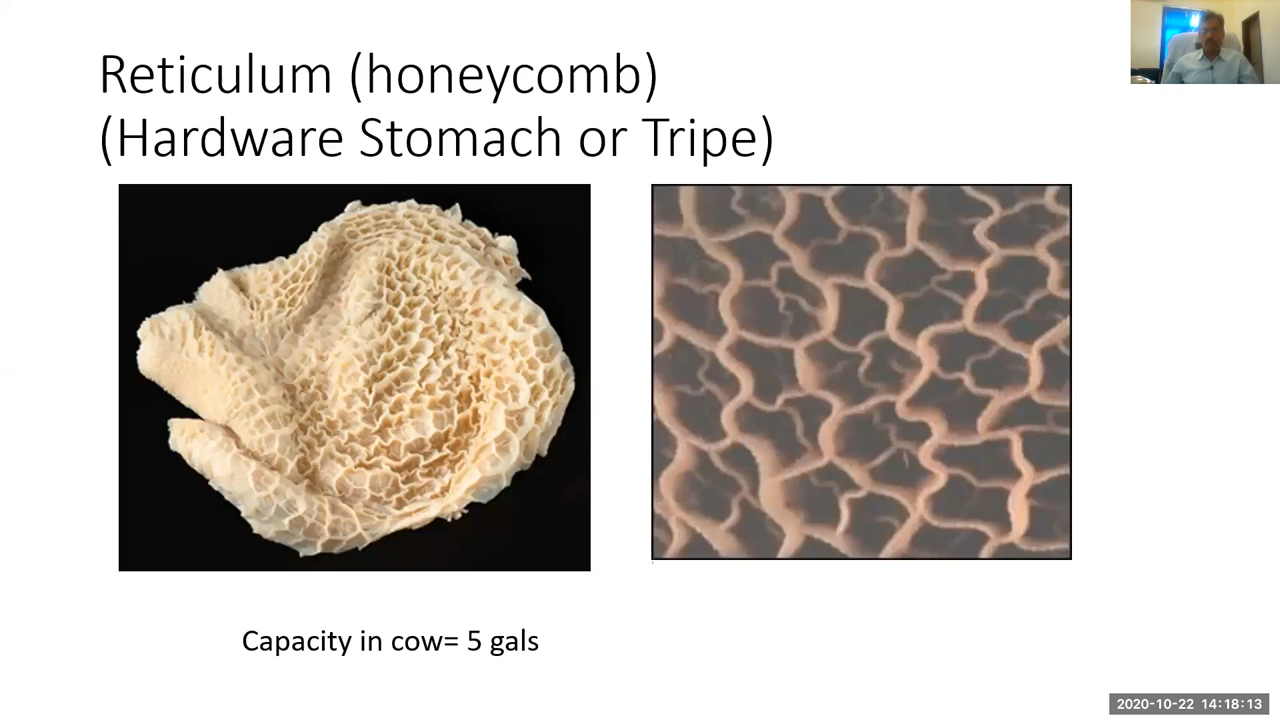 Reticulum (honeycomb)
(Hardware Stomach or Tripe)
Capacity in cow= 5 gals
2020-10-22 14:18:13